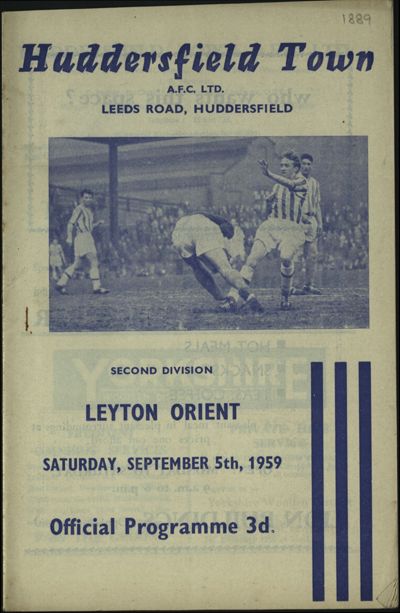 1889
Huddersfield Town
A.F.C. LTD.
LEEDS ROAD, HUDDERSFIELD
SECOND DIVISION
LEYTON ORIENT
SATURDAY, SEPTEMBER 5th, 1959
Official Programme 3d.